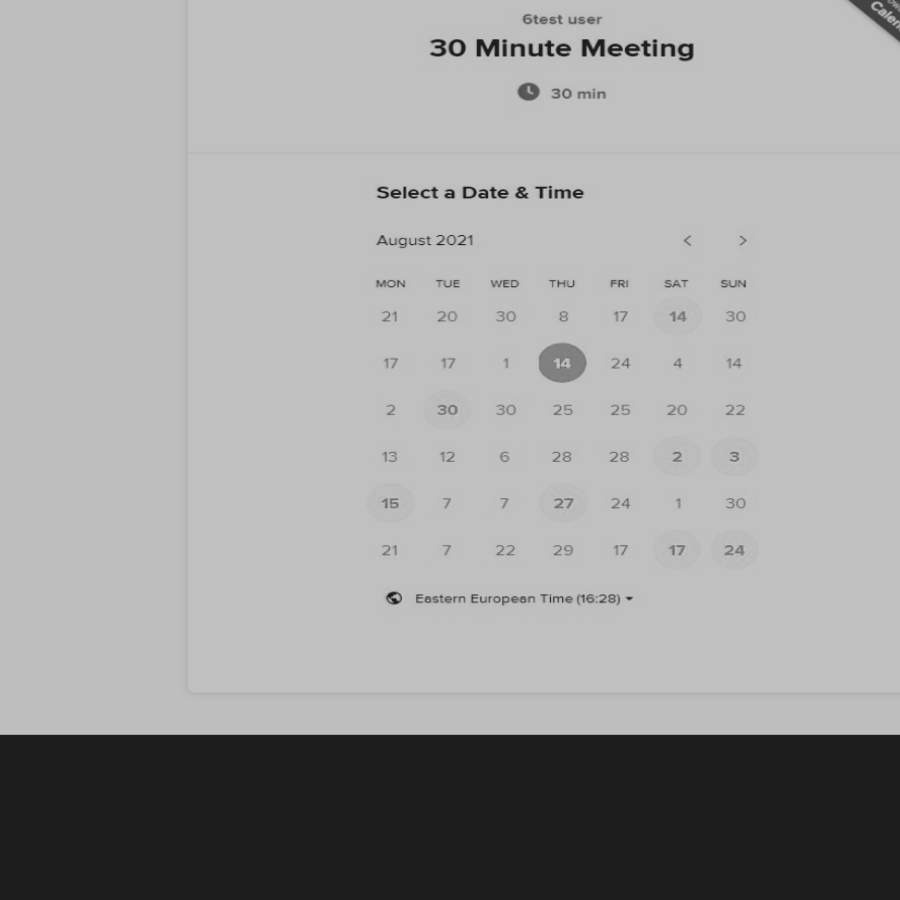 6test user
30 Minute Meeting
30 min
Select a Date & Time
August 2021
MON TUE WED THU FRI SAT SUN
21 20 30 8 17 14 30
17 17 1 14 24 4 14
2 30 30 25 25 20 22
13 12 6 28 28 2 3
15 7 7 27 24 1 30
21 7 22 29 17 17 24
Eastern European Time (16:28)